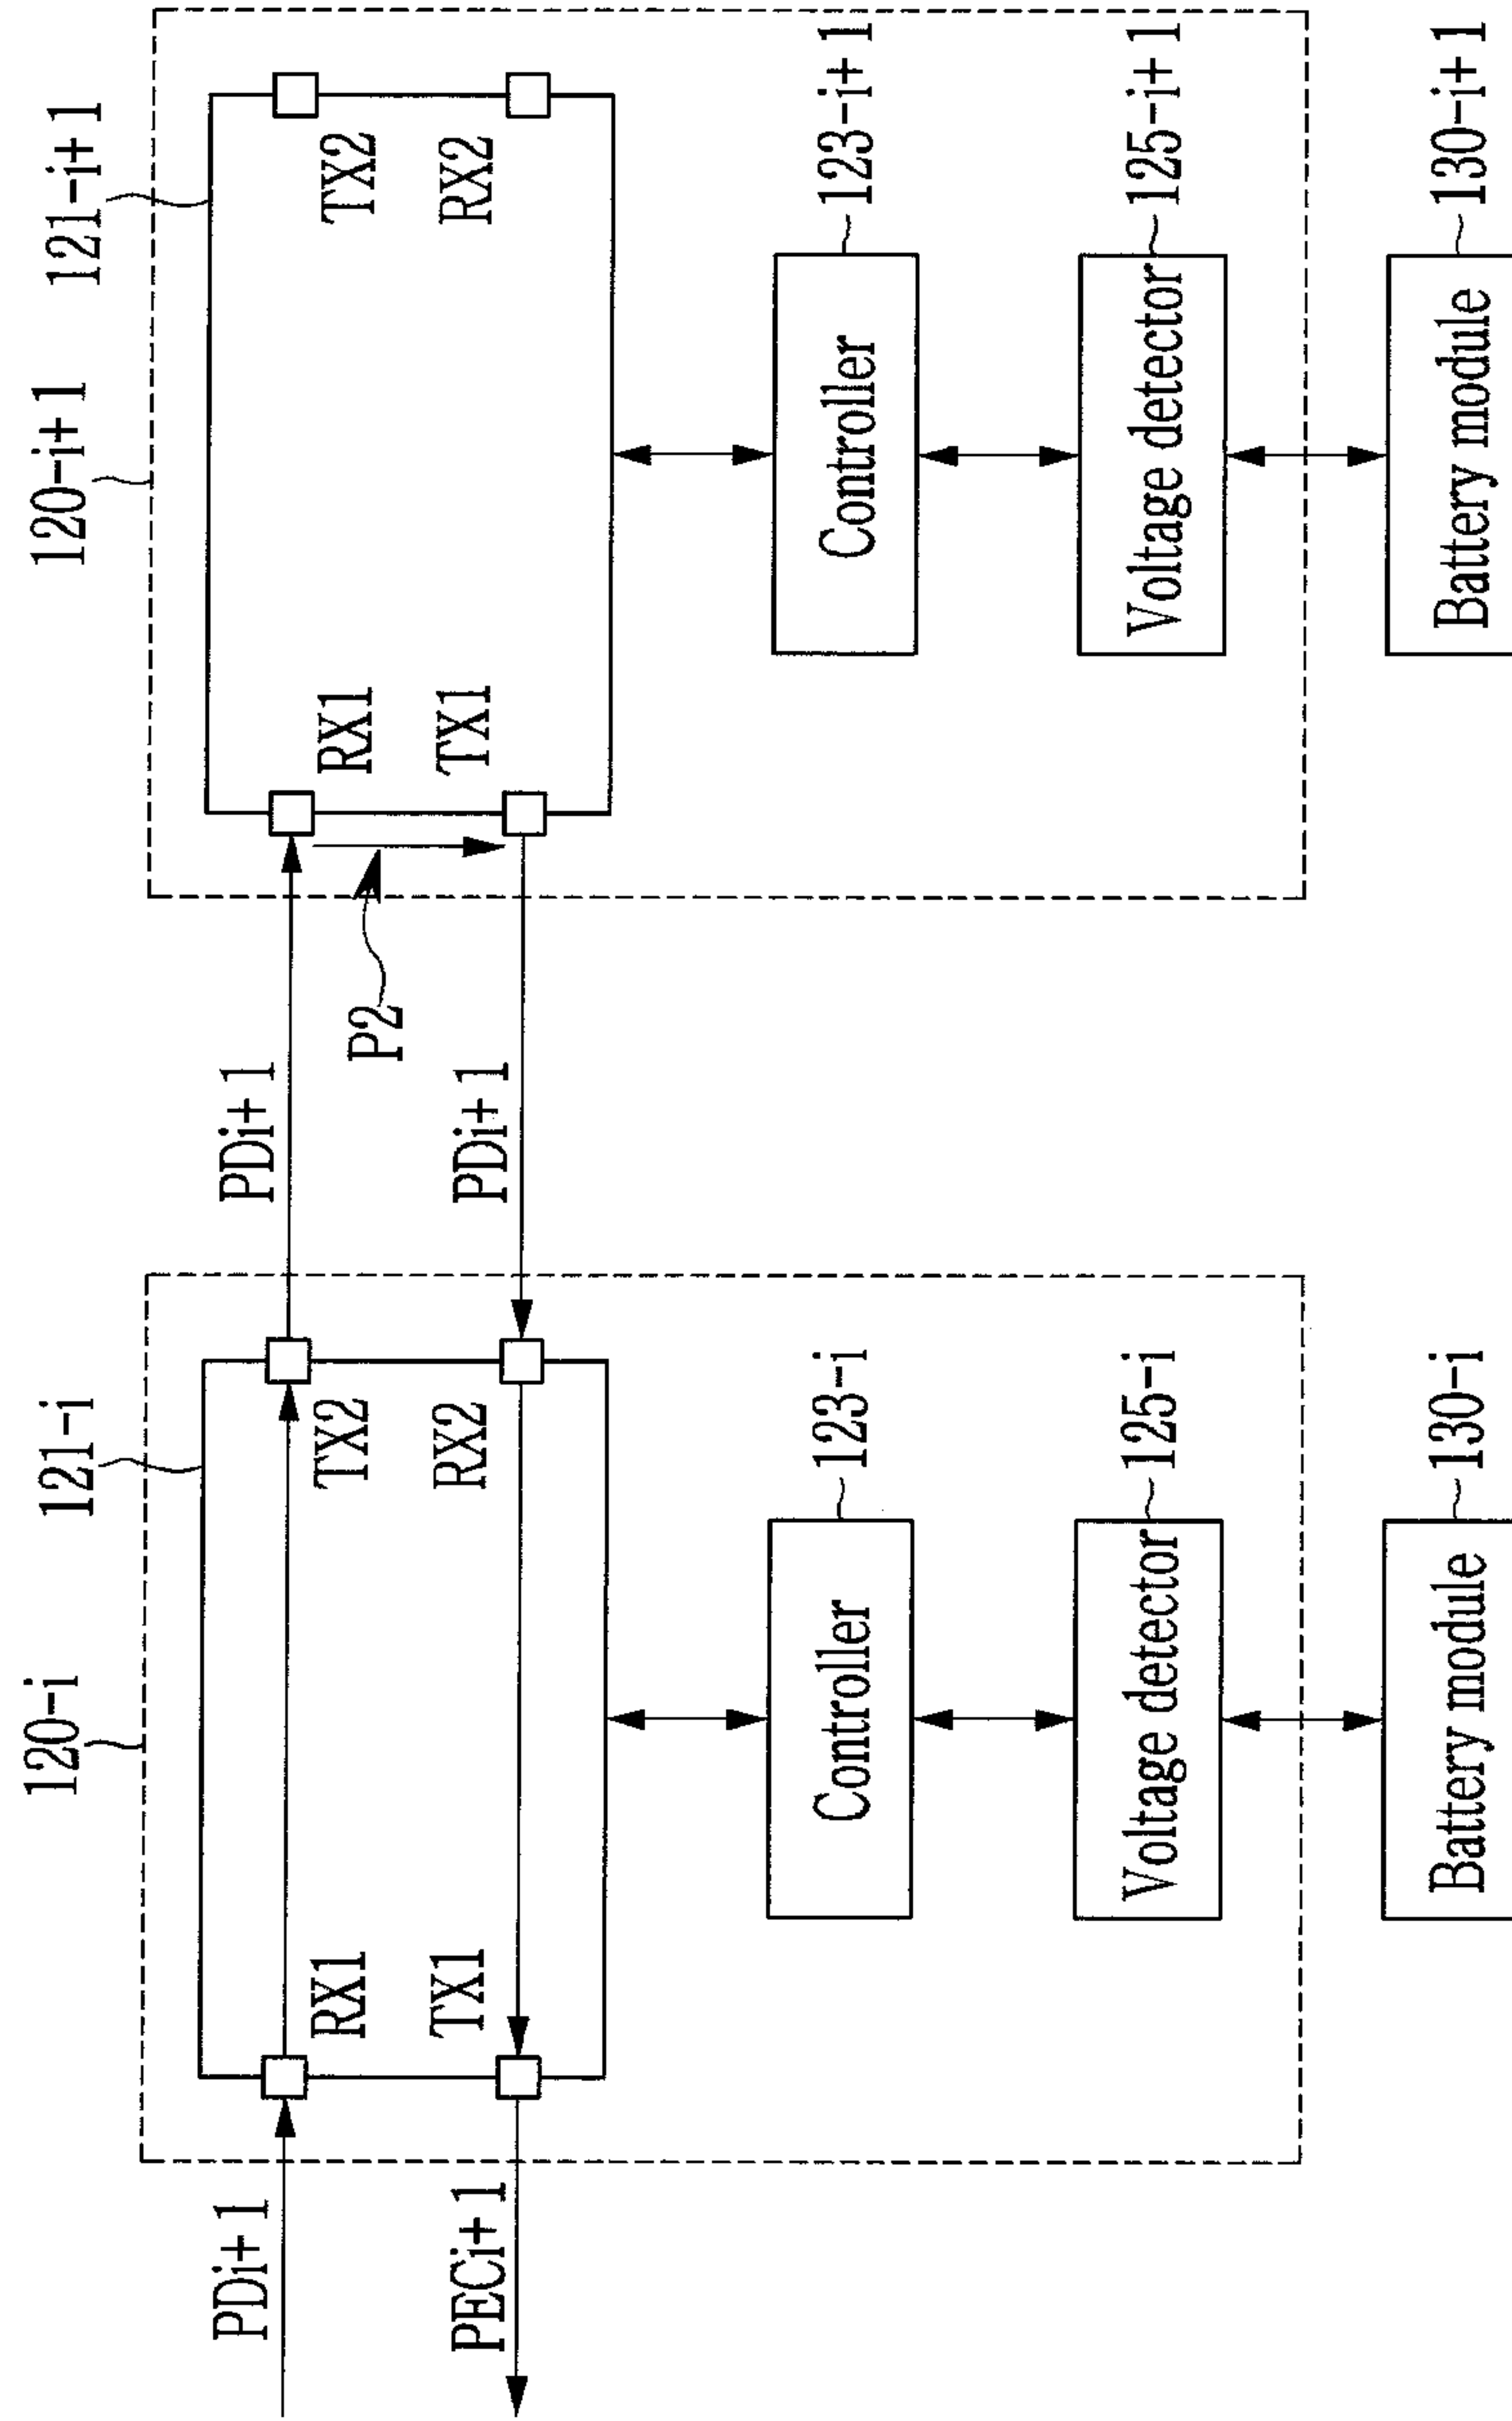 120-i
121-i
PDi+1
RX1
TX2
PECi+1
TX1
RX2
Controller
123-i
Voltage detector
125-i
Battery module
130-i
PDi+1
P2
PDi+1
120-i+1
121-i+1
RX1
TX2
TX1
RX2
Controller
123-i+1
Voltage detector
125-i+1
Battery module
130-i+1